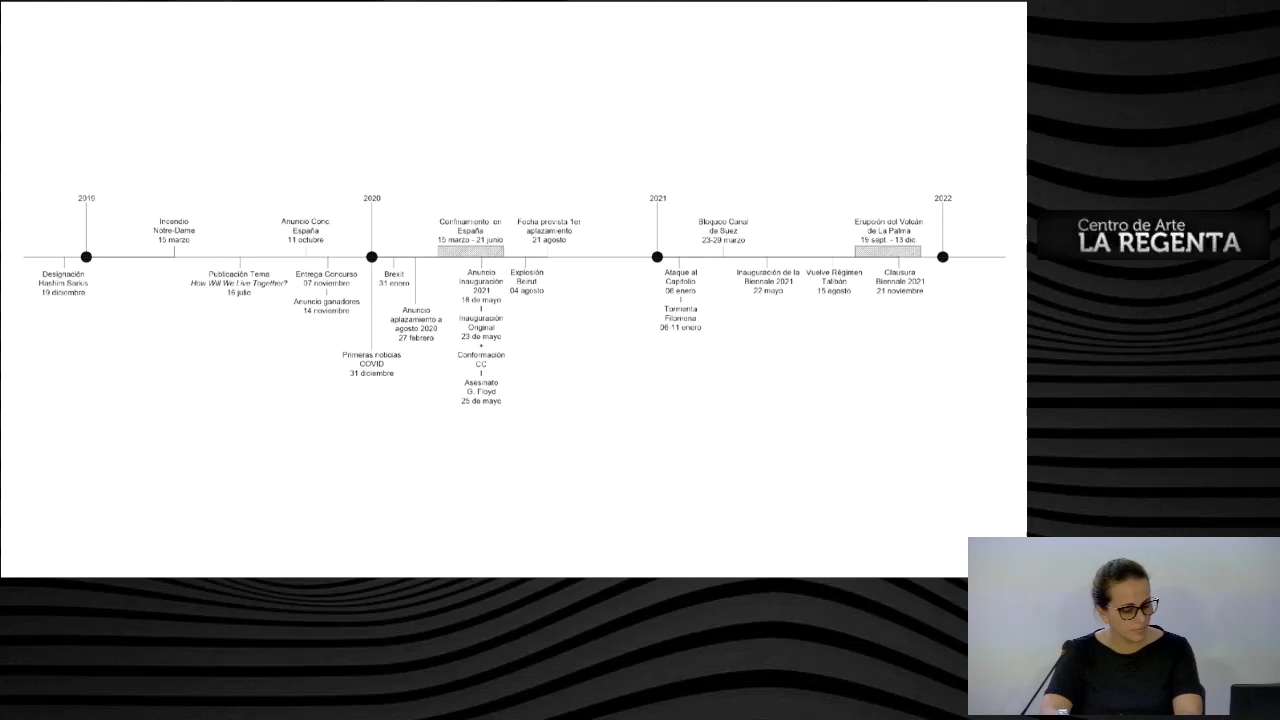 2019
2020
2021
2022
Incendio
Notre-Dame
15 marzo
Anuncio Conc.
España
11 octubre
Confinamiento en
España
15 marzo - 21 junio
Fecha prevista 1er
aplazamiento
21 agosto
Bloqueo Canal
de Suez
23-29 marzo
Erupción del Volcán
de La Palma
19 sept. - 13 dic.
Designación
Hashim Sarkis
19 diciembre
Publicación Tema
How Will We Live Together?
16 julio
Entrega Concurso
07 noviembre
Anuncio ganadores
14 noviembre
Primeras noticias
COVID
31 diciembre
Brexit
31 enero
Anuncio
aplazamiento a
agosto 2020
27 febrero
Anuncio
Inauguración
2021
18 de mayo
Inauguración
Original
23 de mayo
+
Conformación
CC
Asesinato
G. Floyd
25 de mayo
Explosión
Beirut
04 agosto
Ataque al
Capitolio
06 enero
Tormenta
Filomena
06-11 enero
Inauguración de la
Biennale 2021
22 mayo
Vuelve Régimen
Talibán
15 agosto
Clausura
Biennale 2021
21 noviembre
Centro de Arte
LA REGENTA